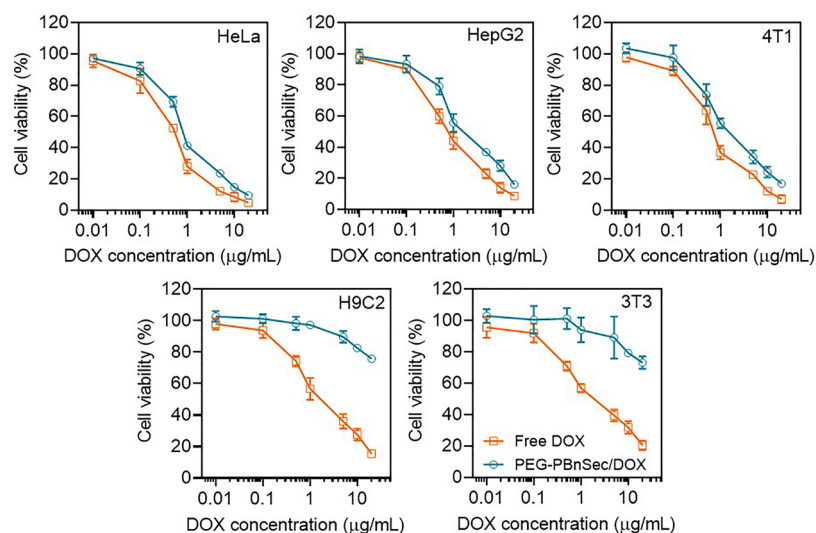 HeLa
Cell viability (%)
120
100
80
60
40
20
0
0.01 0.1 1 10
DOX concentration (μg/mL)
HepG2
Cell viability (%)
120
100
80
60
40
20
0
0.01 0.1 1 10
DOX concentration (μg/mL)
4T1
Cell viability (%)
120
100
80
60
40
20
0
0.01 0.1 1 10
DOX concentration (μg/mL)
H9C2
Cell viability (%)
120
100
80
60
40
20
0
0.01 0.1 1 10
DOX concentration (μg/mL)
3T3
Cell viability (%)
120
100
80
60
40
20
0
Free DOX
PEG-PBnSec/DOX
0.01 0.1 1 10
DOX concentration (μg/mL)